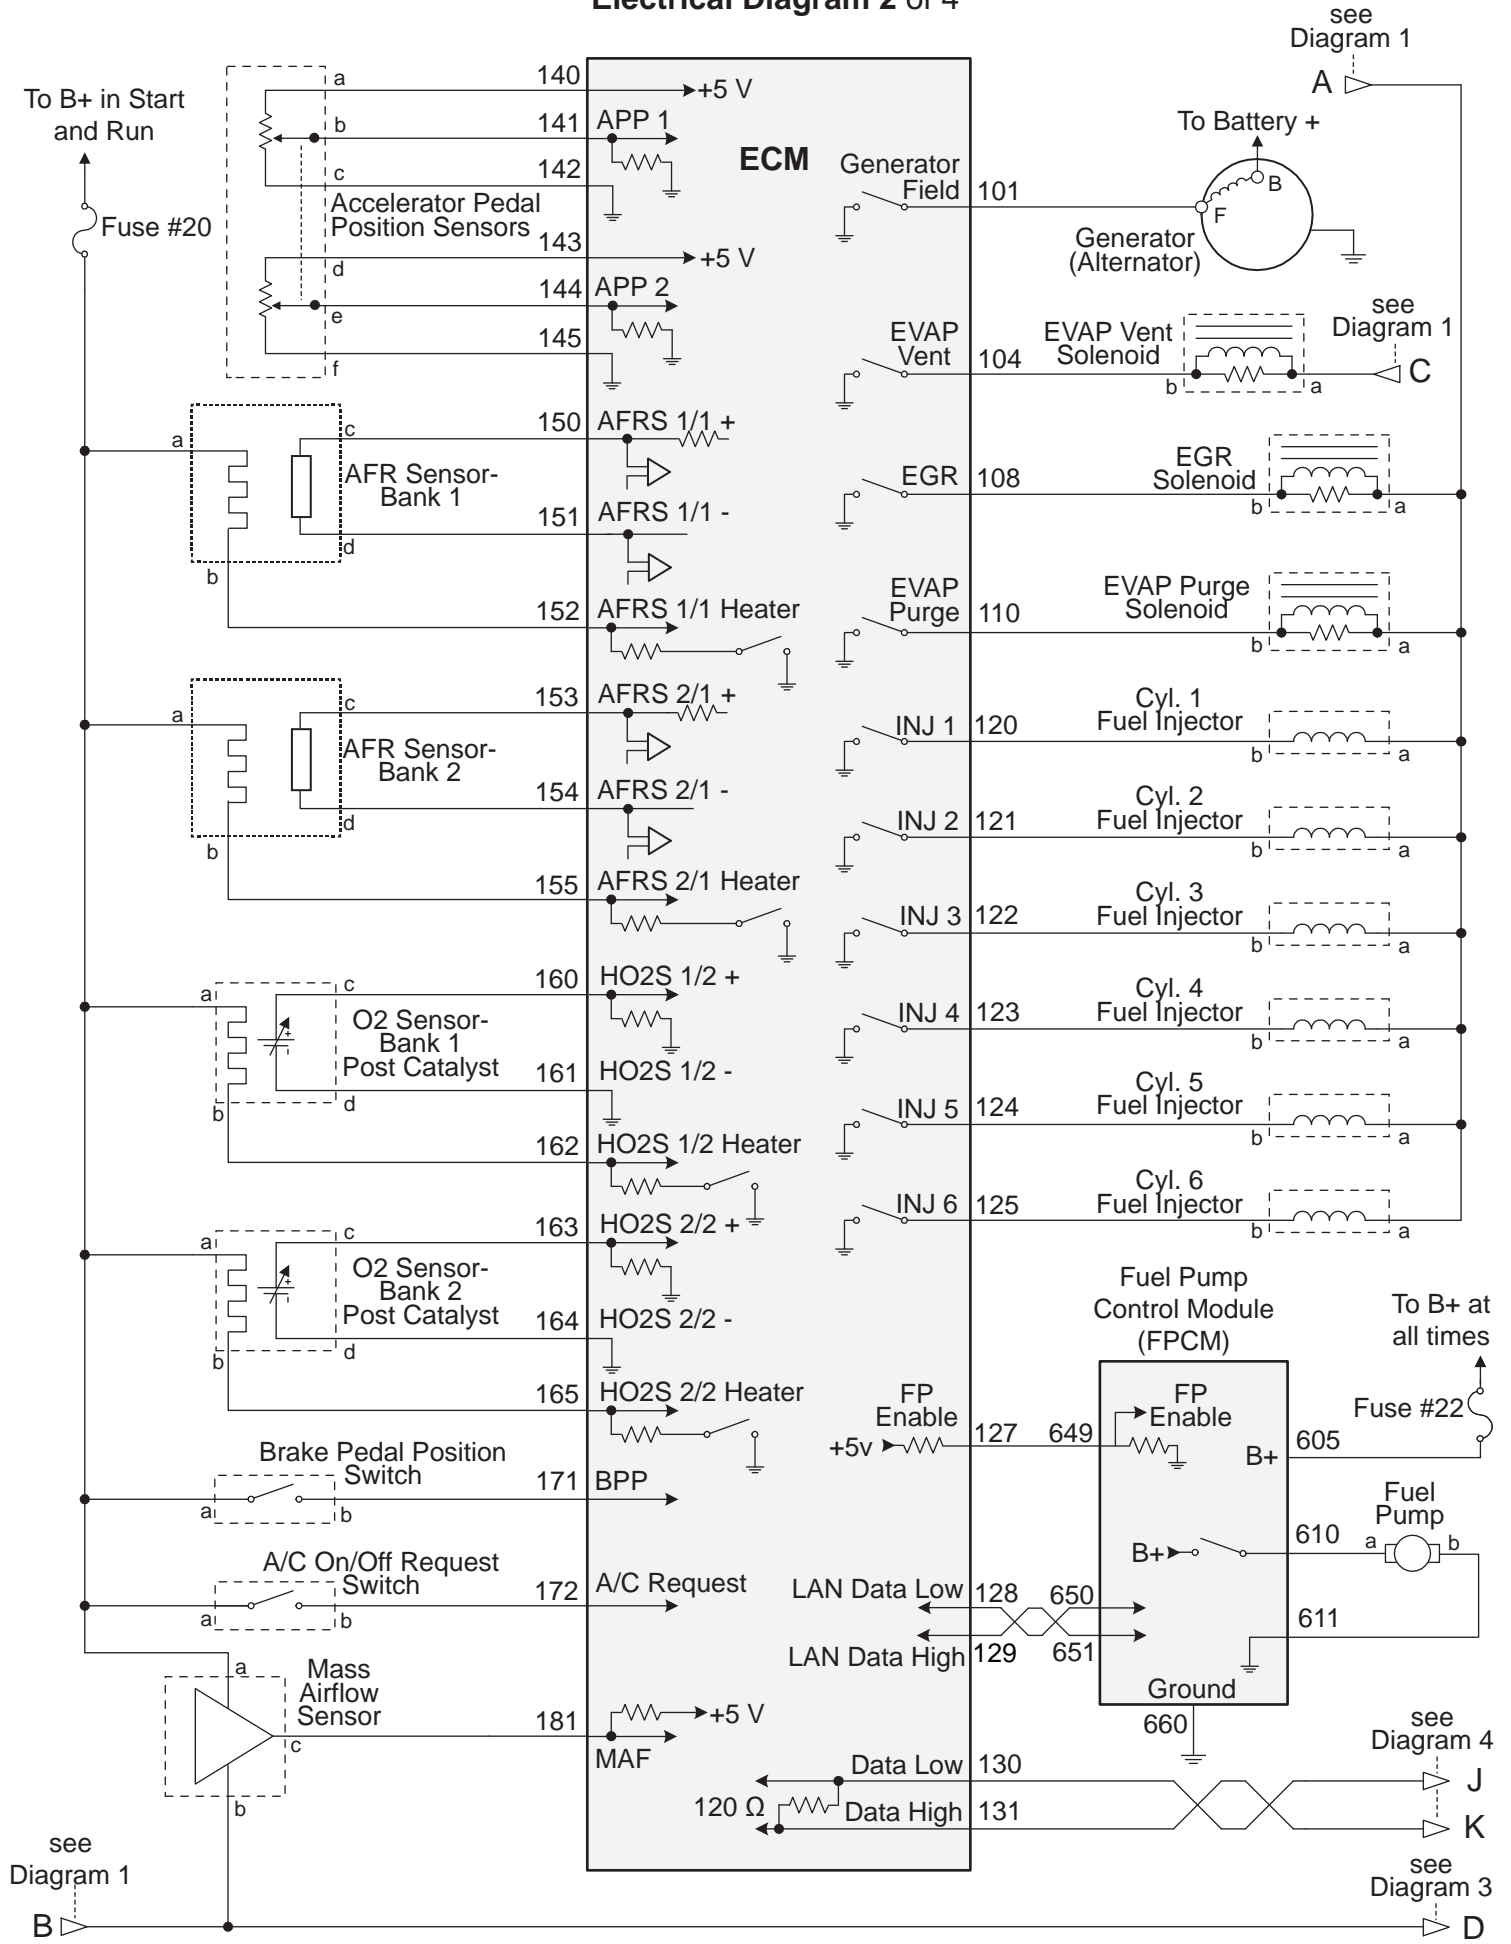 Electrical Diagram 2 of 4
To B+ in Start
and Run
Fuse #20
a
b
c
Accelerator Pedal
Position Sensors
d
e
f
140
+5 V
141
APP 1
142
143
+5 V
144
APP 2
145
ECM
a
b
c
d
AFR Sensor-
Bank 1
150
AFRS 1/1 +
151
AFRS 1/1 -
152
AFRS 1/1 Heater
a
b
c
d
AFR Sensor-
Bank 2
153
AFRS 2/1 +
154
AFRS 2/1 -
155
AFRS 2/1 Heater
a
b
c
d
O2 Sensor-
Bank 1
Post Catalyst
+
-
160
HO2S 1/2 +
161
HO2S 1/2 -
162
HO2S 1/2 Heater
a
b
c
d
O2 Sensor-
Bank 2
Post Catalyst
+
-
163
HO2S 2/2 +
164
HO2S 2/2 -
165
HO2S 2/2 Heater
Brake Pedal Position
Switch
a
b
171
BPP
A/C On/Off Request
Switch
a
b
172
A/C Request
Mass
Airflow
Sensor
a
b
c
181
+5 V
MAF
see
Diagram 1
B
see
Diagram 1
A
To Battery +
B
F
Generator
(Alternator)
Generator
Field
101
see
Diagram 1
C
EVAP
Vent
104
EVAP Vent
Solenoid
b
a
EGR
108
EGR
Solenoid
b
a
EVAP
Purge
110
EVAP Purge
Solenoid
b
a
INJ 1
120
Cyl. 1
Fuel Injector
b
a
INJ 2
121
Cyl. 2
Fuel Injector
b
a
INJ 3
122
Cyl. 3
Fuel Injector
b
a
INJ 4
123
Cyl. 4
Fuel Injector
b
a
INJ 5
124
Cyl. 5
Fuel Injector
b
a
INJ 6
125
Cyl. 6
Fuel Injector
b
a
Fuel Pump
Control Module
(FPCM)
To B+ at
all times
Fuse #22
FP
Enable
+5v
127
649
FP
Enable
B+
605
Fuel
Pump
B+
610
a
b
611
LAN Data Low
128
650
LAN Data High
129
651
Ground
660
Data Low
130
120 Ω
Data High
131
see
Diagram 4
J
K
see
Diagram 3
D